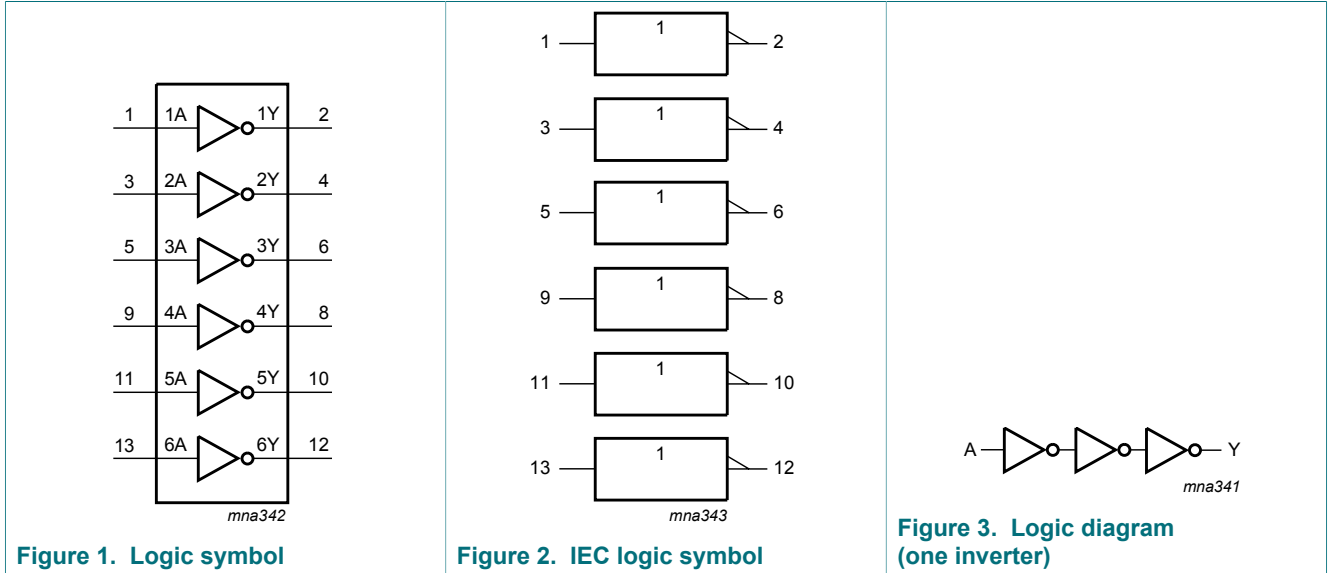 1 1A 1Y 2
3 2A 2Y 4
5 3A 3Y 6
9 4A 4Y 8
11 5A 5Y 10
13 6A 6Y 12
mna342
Figure 1. Logic symbol
1 1 2
3 1 4
5 1 6
9 1 8
11 1 10
13 1 12
mna343
Figure 2. IEC logic symbol
A Y
mna341
Figure 3. Logic diagram
(one inverter)